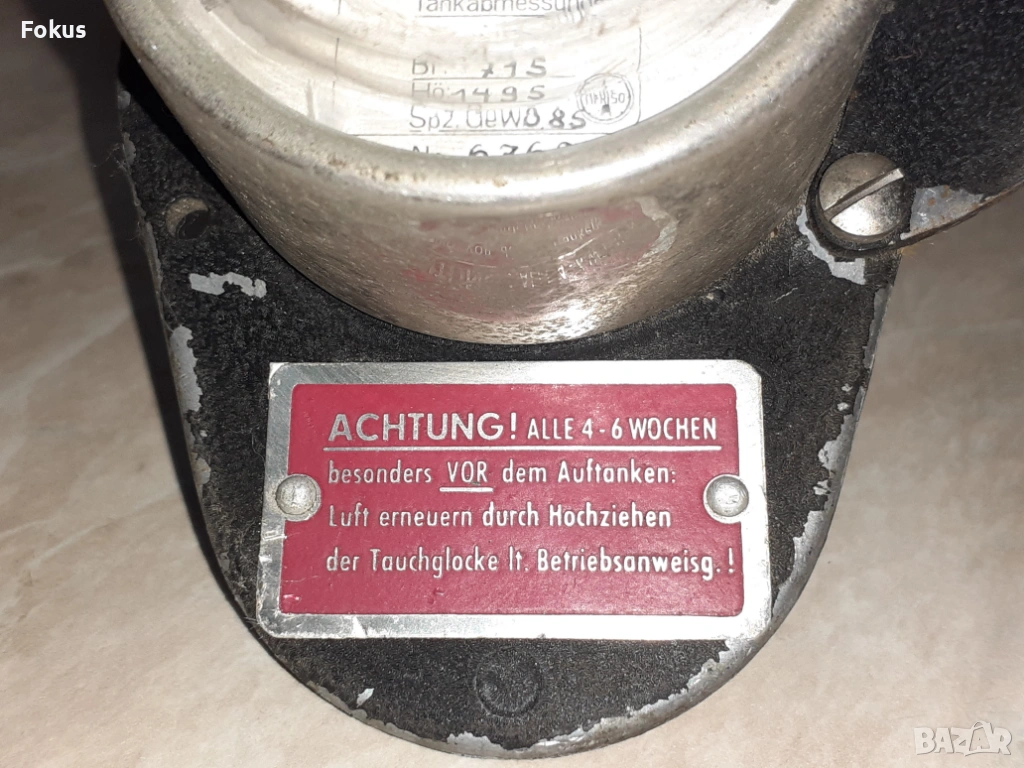 Fokus
Tankabmessung
Br. 715
Hö. 1495
Spz. Gew 0.85
ACHTUNG! ALLE 4 - 6 WOCHEN
besonders VOR dem Auftanken:
Luft erneuern durch Hochziehen
der Tauchglocke lt. Betriebsanweisg. !
BAZAR